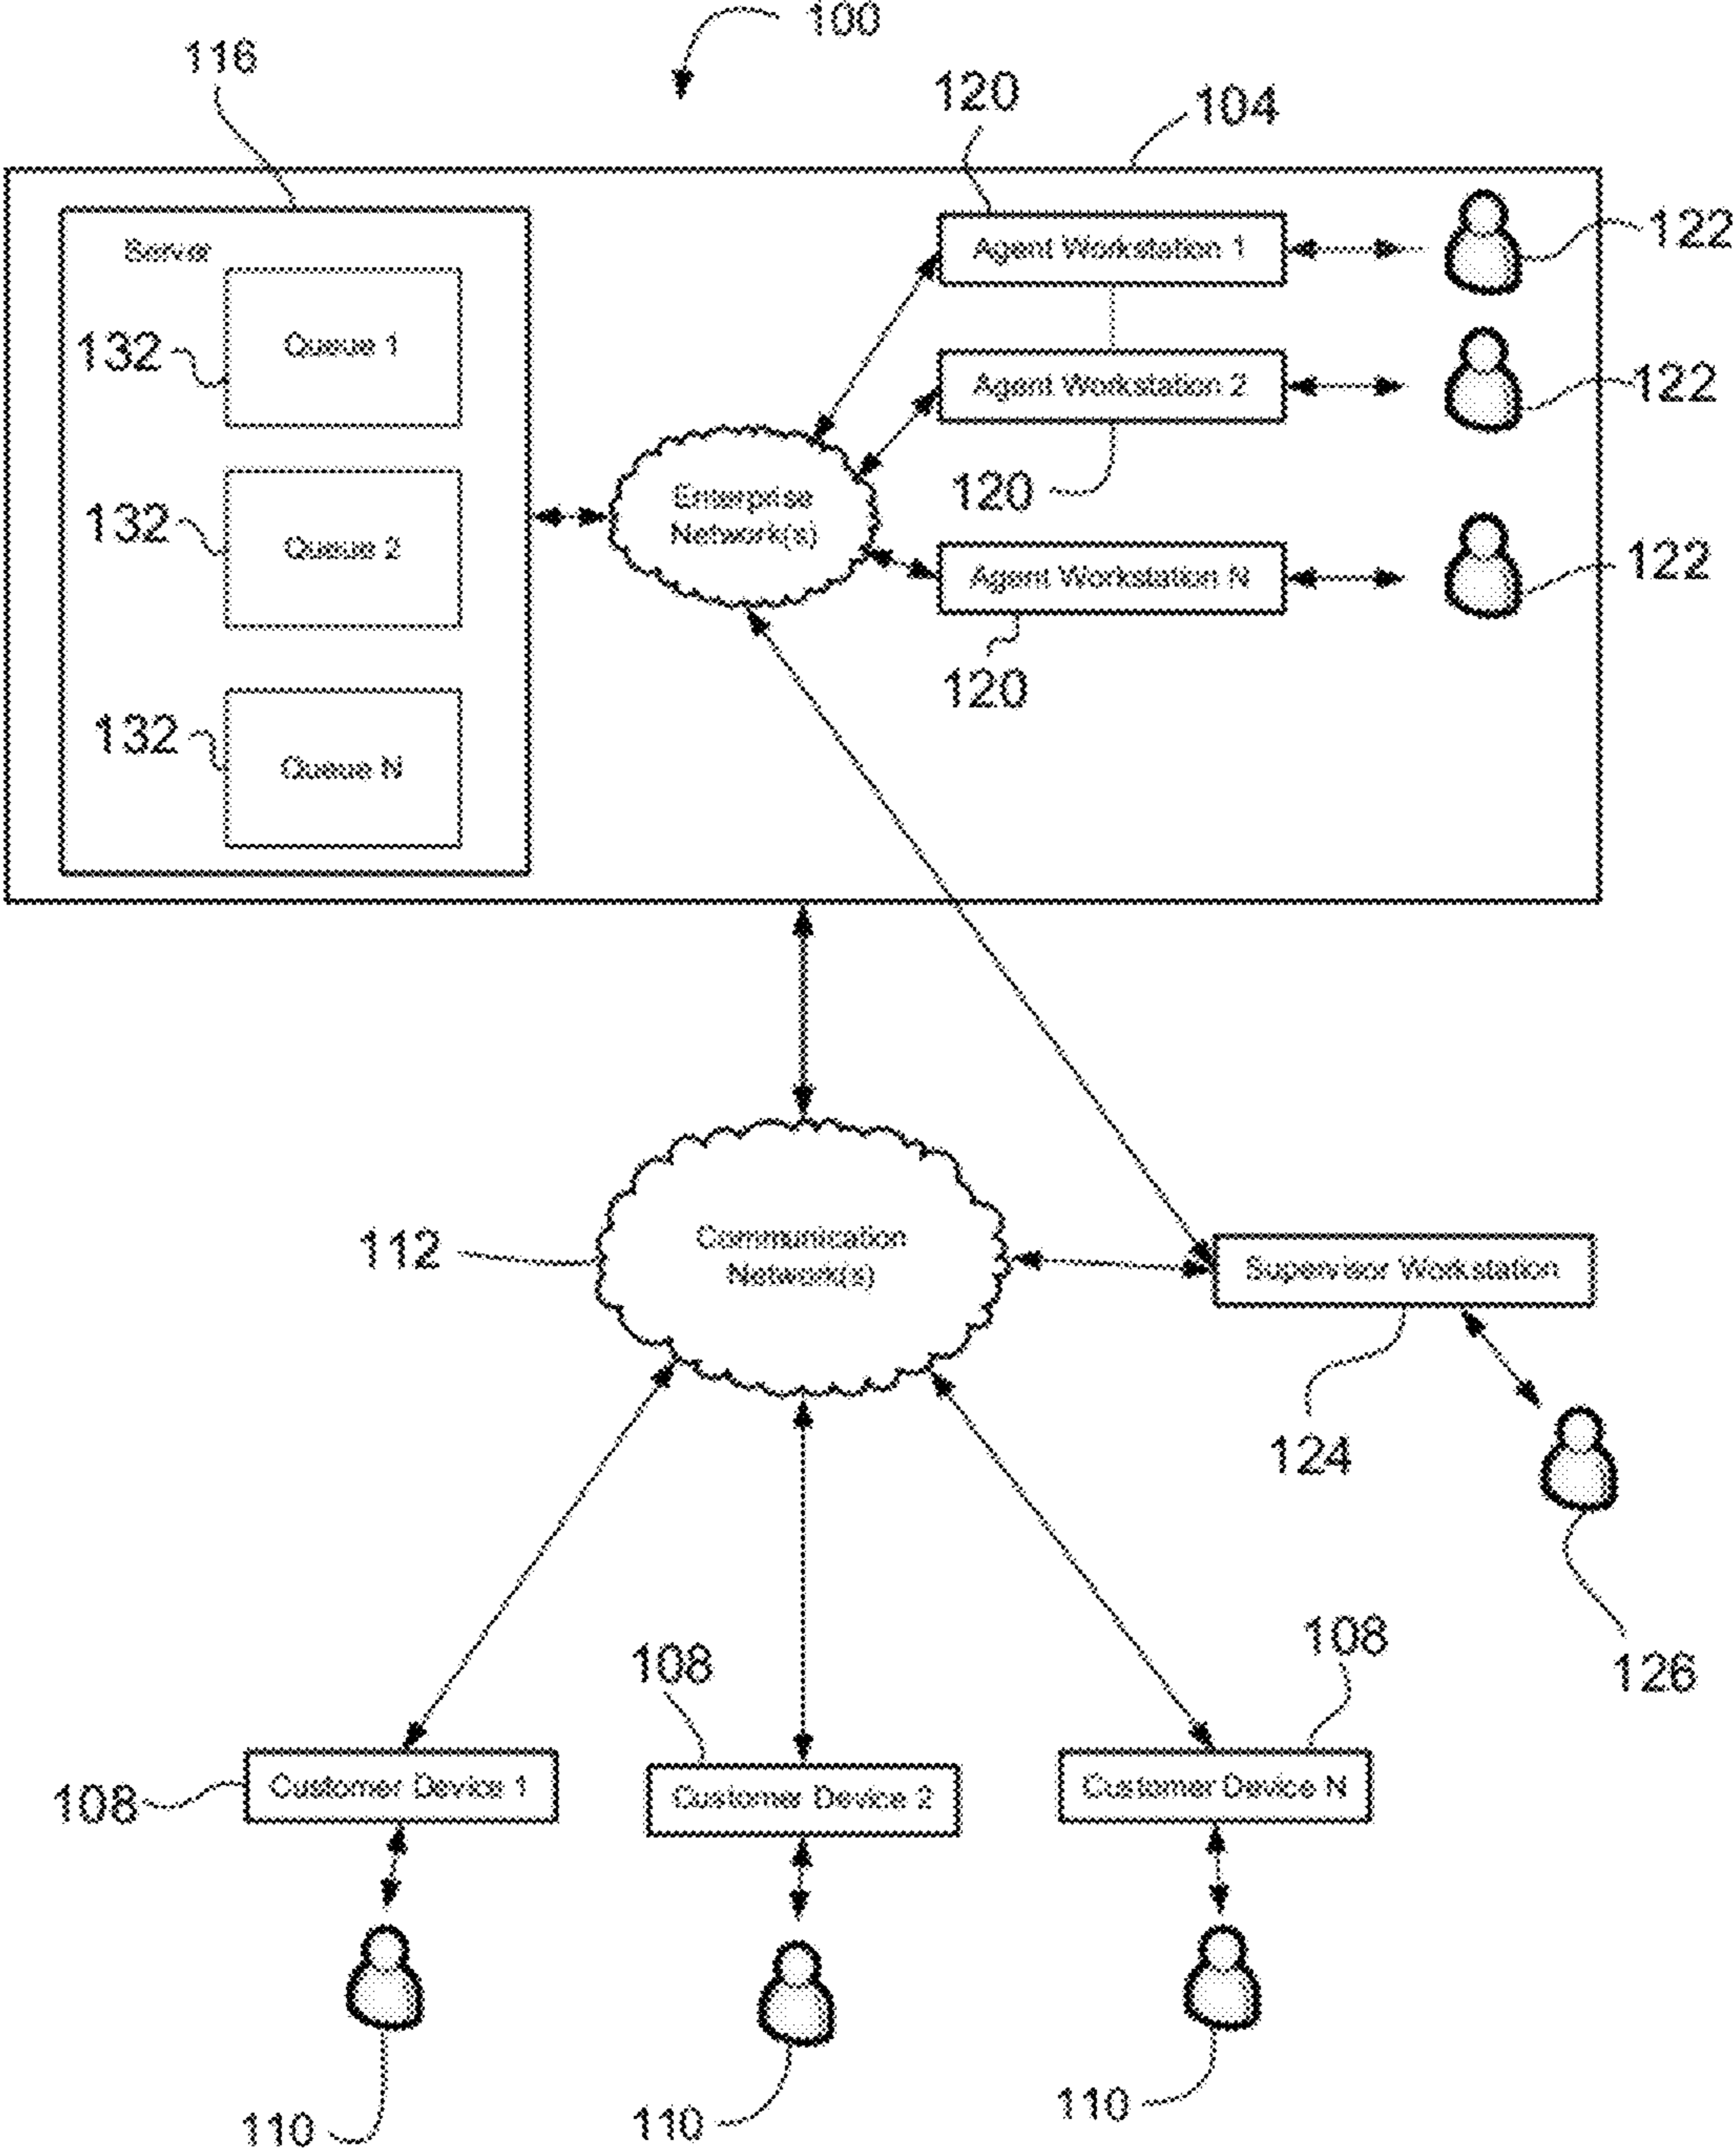 100
116
120
104
Server
Agent Workstation 1
122
Queue 1
132
Agent Workstation 2
122
Enterprise
Network(s)
120
Queue 2
132
Agent Workstation N
122
120
132
Queue N
Communication
Network(s)
112
Supervisor Workstation
124
126
108
108
Customer Device 1
Customer Device 2
Customer Device N
108
110
110
110